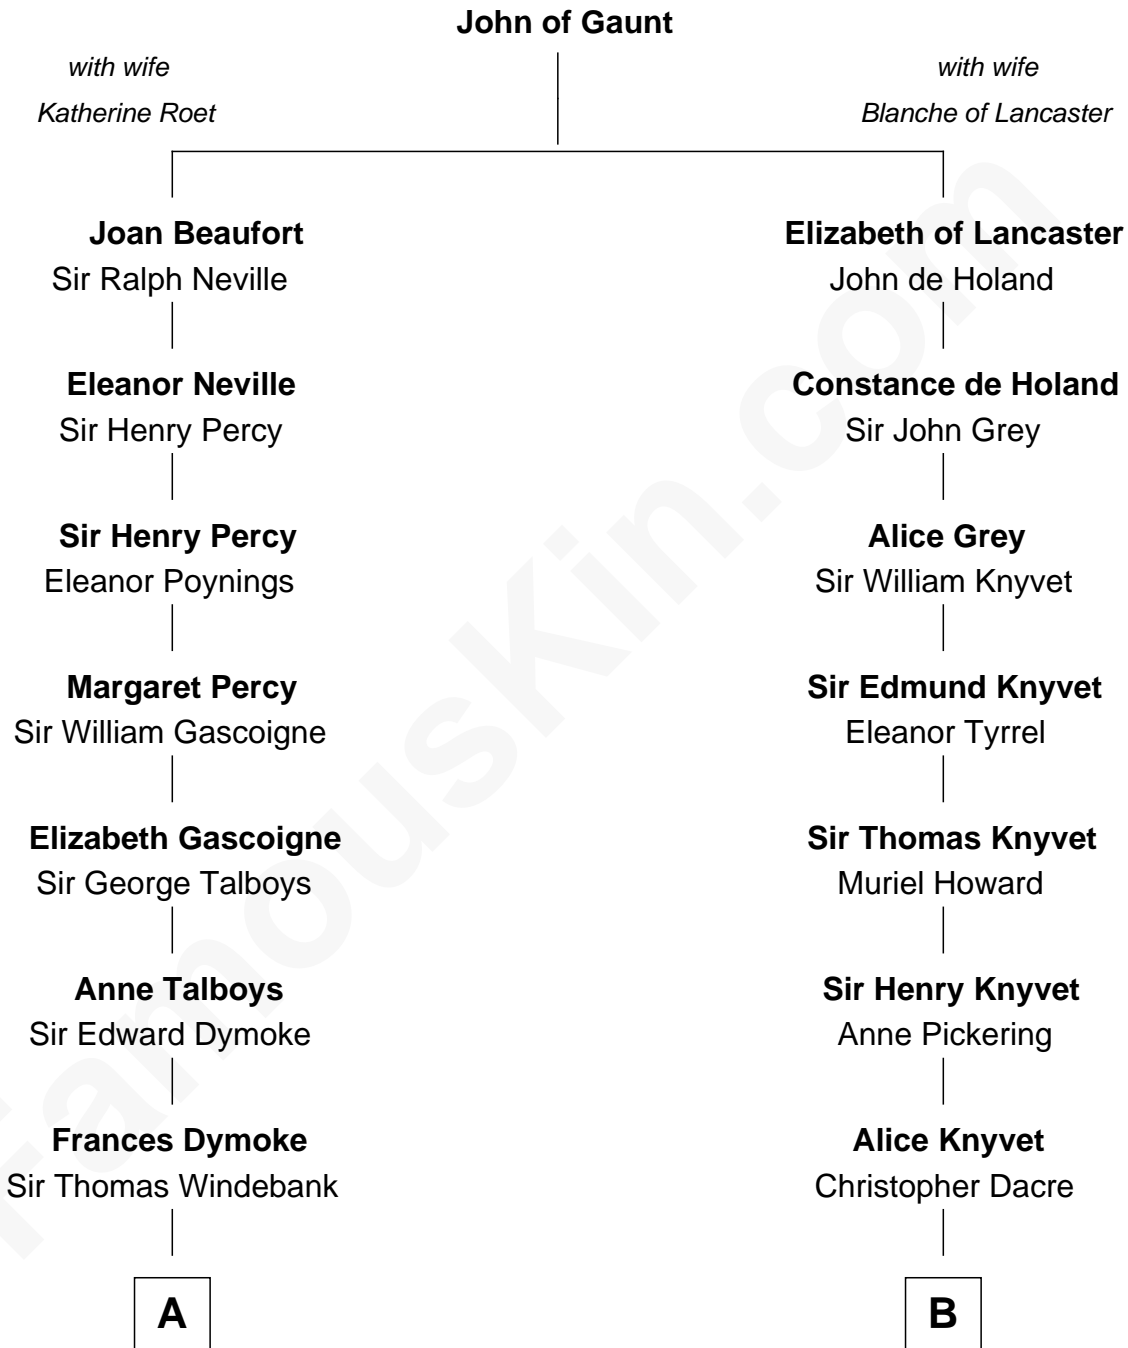 John of Gaunt
with wife
Katherine Roet
with wife
Blanche of Lancaster
Joan Beaufort
Sir Ralph Neville
Elizabeth of Lancaster
John de Holand
Eleanor Neville
Sir Henry Percy
Constance de Holand
Sir John Grey
Sir Henry Percy
Eleanor Poynings
Alice Grey
Sir William Knyvet
Margaret Percy
Sir William Gascoigne
Sir Edmund Knyvet
Eleanor Tyrrel
Elizabeth Gascoigne
Sir George Talboys
Sir Thomas Knyvet
Muriel Howard
Anne Talboys
Sir Edward Dymoke
Sir Henry Knyvet
Anne Pickering
Frances Dymoke
Sir Thomas Windebank
Alice Knyvet
Christopher Dacre
A
B
FamousKin.com